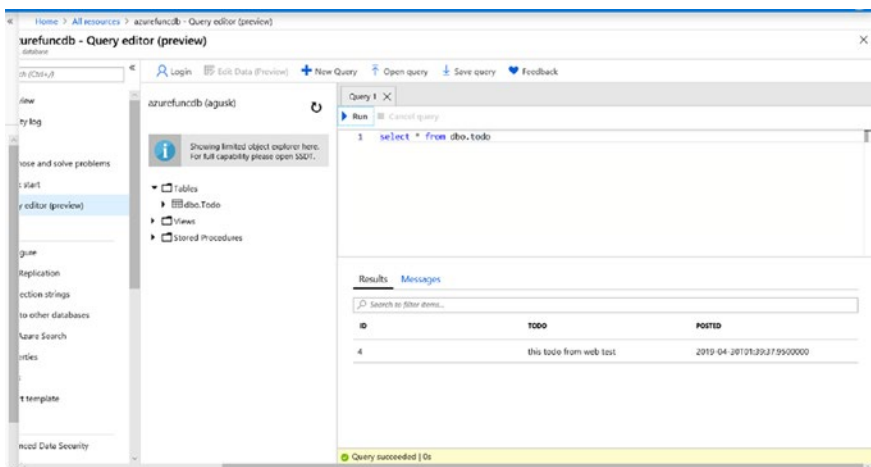 Home > All resources > azurefuncdb - Query editor (preview)
urefuncdb - Query editor (preview)
database
ch (Ctrl+/)
Login Edit Data (Preview) New Query Open query Save query Feedback
view
ty log
nose and solve problems
start
y editor (preview)
gure
Replication
ection strings
to other databases
Azure Search
erties
t template
nced Data Security
azurefuncdb (agusk)
Showing limited object explorer here.
For full capability please open SSDT.
Tables
dbo.Todo
Views
Stored Procedures
Query 1
Run Cancel query
1 select * from dbo.todo
Results Messages
Search to filter items...
ID TODO POSTED
4 this todo from web test 2019-04-30T01:39:37.9500000
Query succeeded | 0s